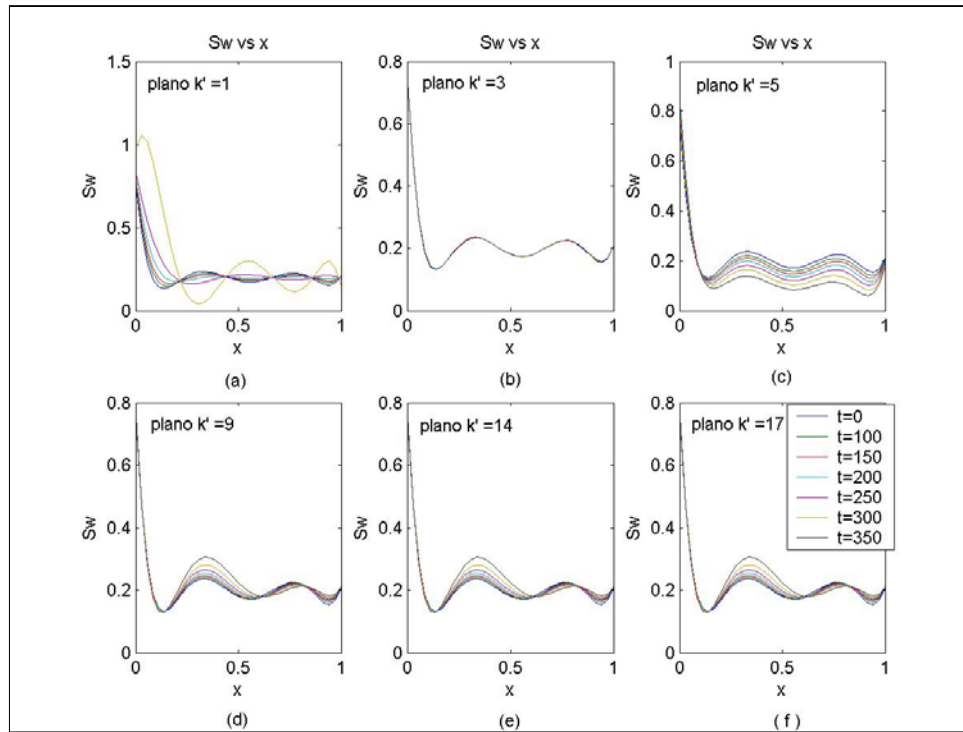 Sw vs x
Sw vs x
Sw vs x
plano k' =1
plano k' =3
plano k' =5
1.5
1
0.5
0
Sw
0.8
0.6
0.4
0.2
0
Sw
1
0.8
0.6
0.4
0.2
0
Sw
0 0.5 1
0 0.5 1
0 0.5 1
x
x
x
(a)
(b)
(c)
plano k' =9
plano k' =14
plano k' =17
0.8
0.6
0.4
0.2
0
Sw
0.8
0.6
0.4
0.2
0
Sw
0.8
0.6
0.4
0.2
0
Sw
t=0
t=100
t=150
t=200
t=250
t=300
t=350
0 0.5 1
0 0.5 1
0 0.5 1
x
x
x
(d)
(e)
( f )